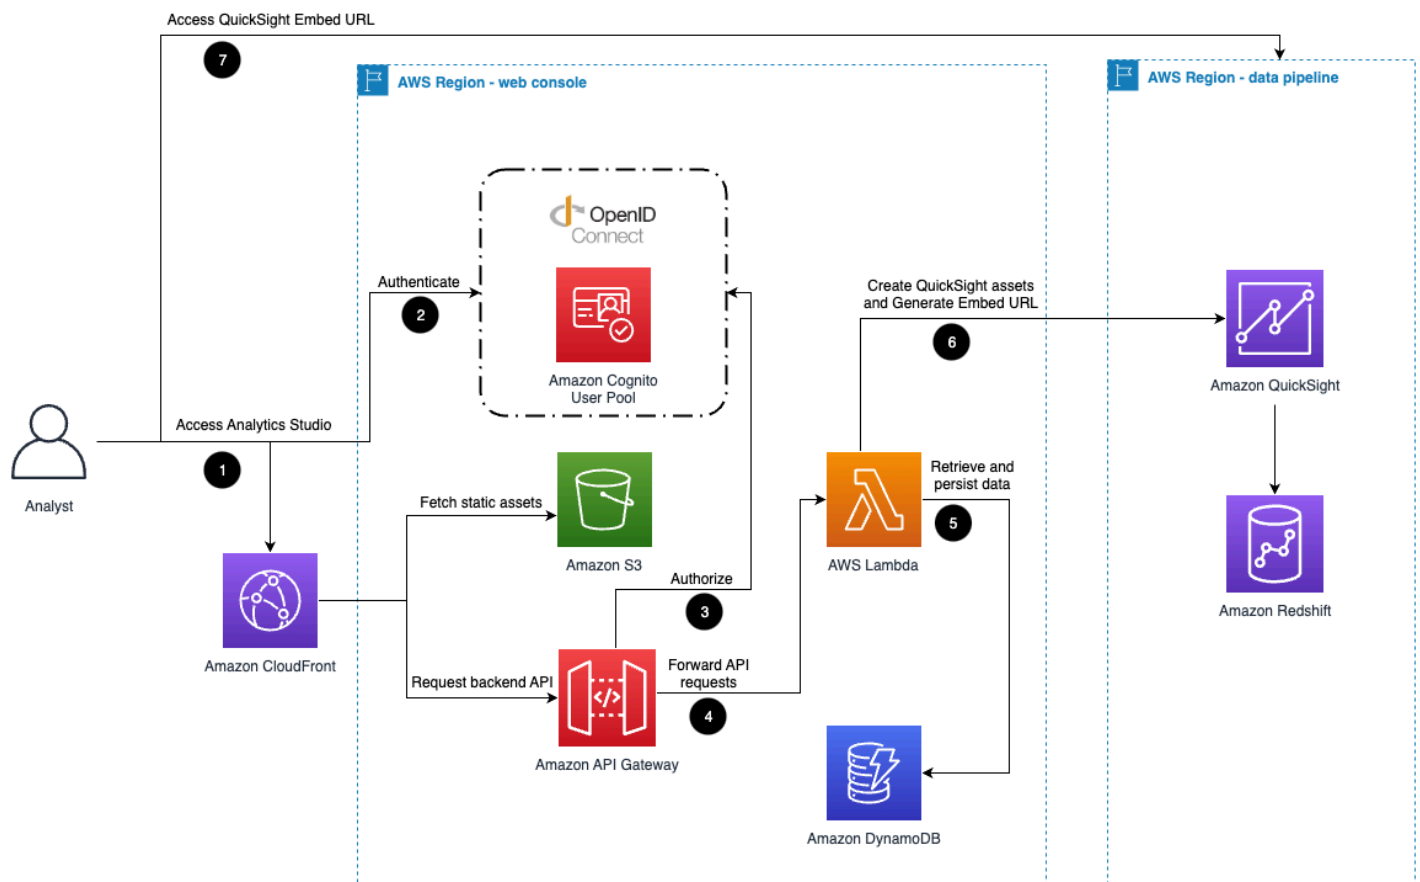 Access QuickSight Embed URL
7
AWS Region - web console
AWS Region - data pipeline
OpenID
Connect
Authenticate
2
Amazon Cognito
User Pool
Create QuickSight assets
and Generate Embed URL
6
Amazon QuickSight
Access Analytics Studio
1
Analyst
Fetch static assets
Amazon S3
Retrieve and
persist data
5
AWS Lambda
Authorize
3
Amazon Redshift
Amazon CloudFront
Request backend API
Forward API
requests
4
Amazon API Gateway
Amazon DynamoDB